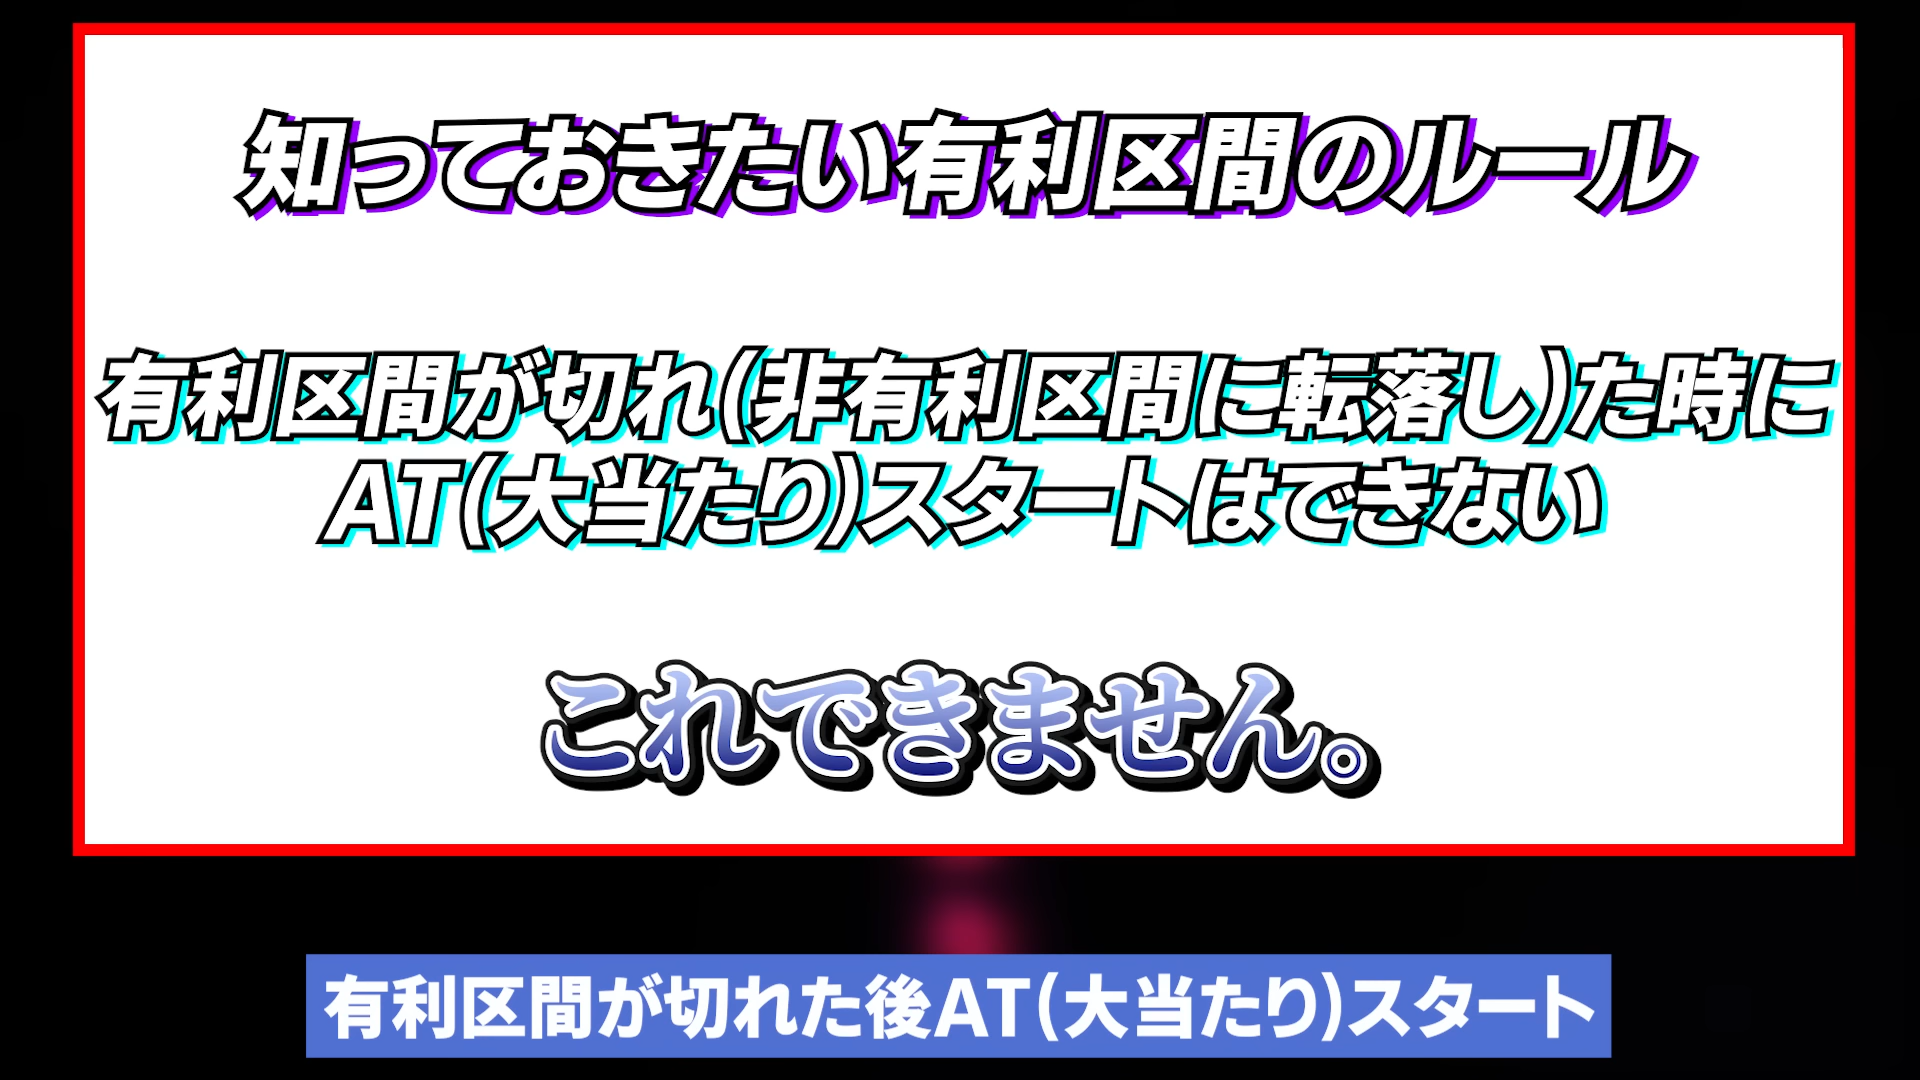 知っておきたい有利区間のルール
有利区間が切れ(非有利区間に転落し)た時に
AT(大当たり)スタートはできない
これできません。
有利区間が切れた後AT(大当たり)スタート